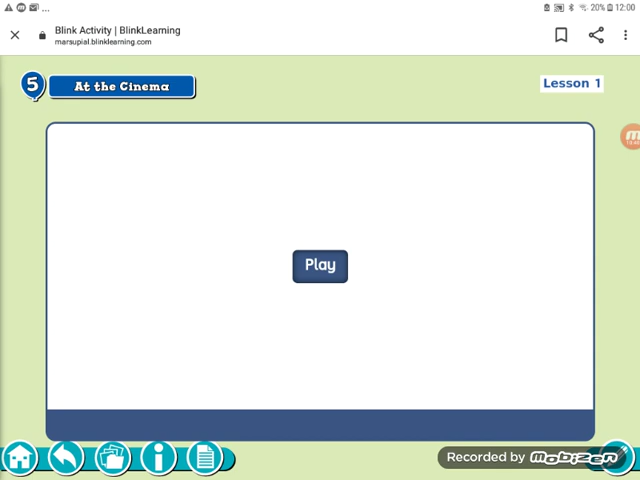 20% 12:00
Blink Activity | BlinkLearning
marsupial.blinklearning.com
5 At the Cinema
Lesson 1
Play
Recorded by Mobizen